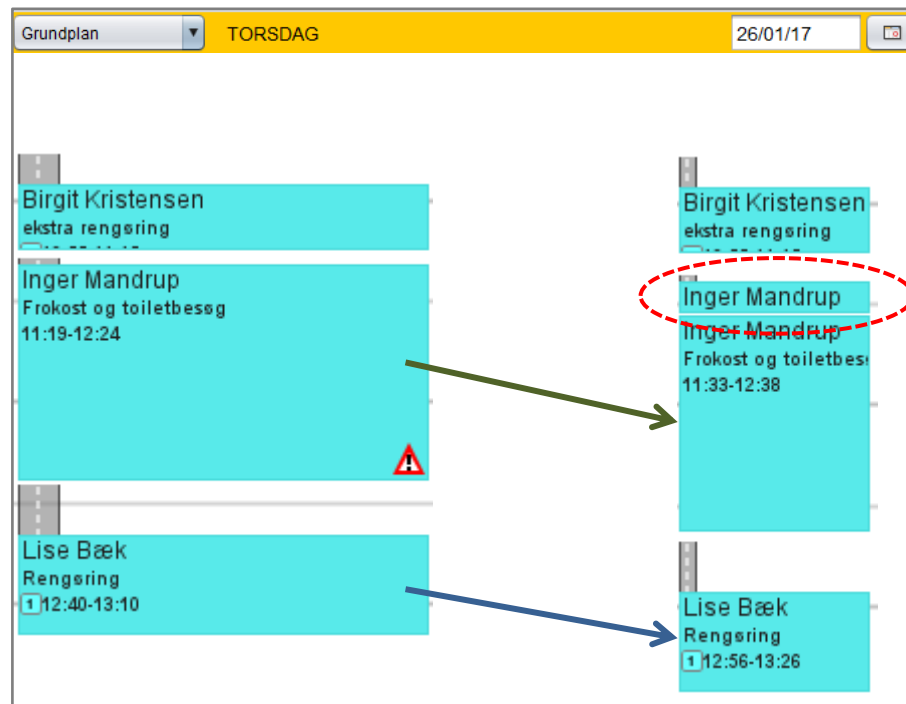 Grundplan TORSDAG 26/01/17
Birgit Kristensen
ekstra rengøring
Inger Mandrup
Frokost og toiletbesøg
11:19-12:24
Lise Bæk
Rengøring
1 12:40-13:10
Birgit Kristensen
ekstra rengøring
Inger Mandrup
Inger Mandrup
Frokost og toiletbes
11:33-12:38
Lise Bæk
Rengøring
1 12:56-13:26